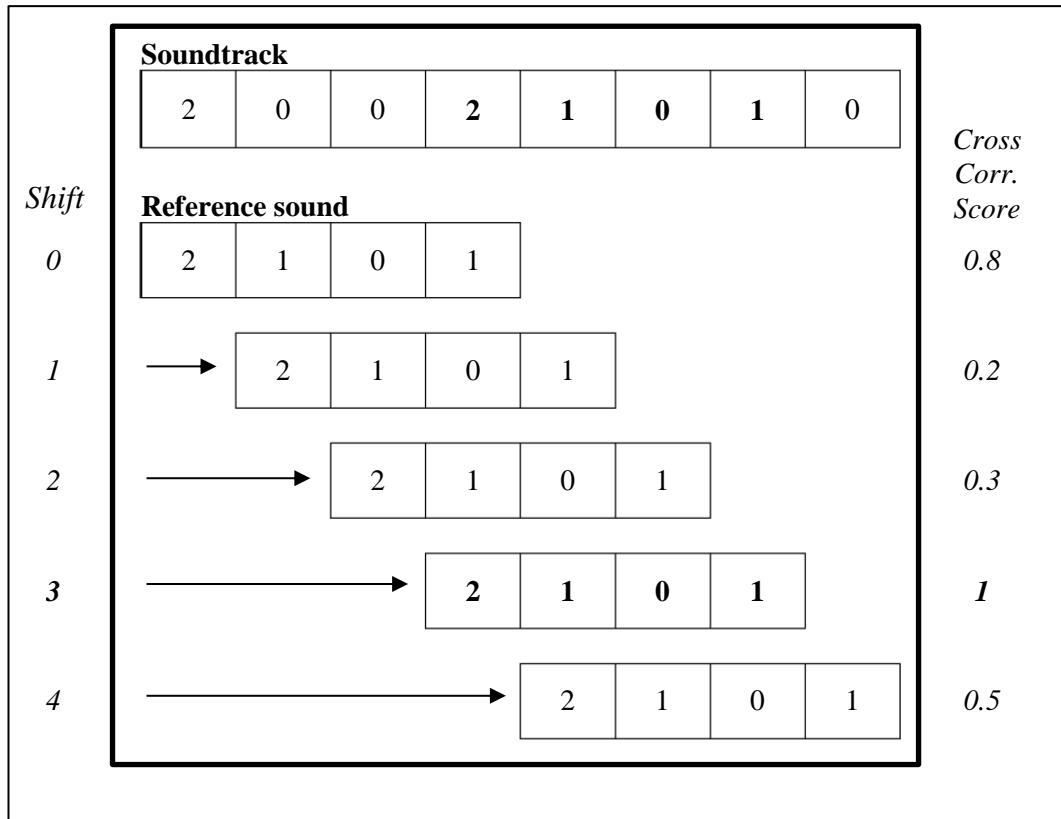 Soundtrack
2 0 0 2 1 0 1 0
Cross
Corr.
Score
Shift
Reference sound
0 2 1 0 1 0.8
1 2 1 0 1 0.2
2 2 1 0 1 0.3
3 2 1 0 1 1
4 2 1 0 1 0.5